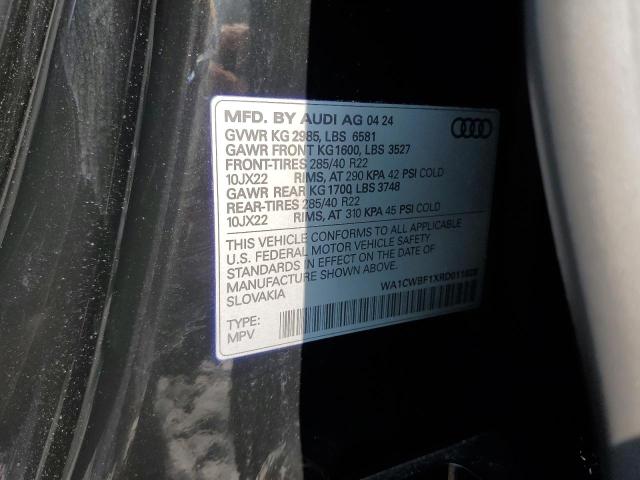 MFD. BY AUDI AG 04 24
GVWR KG 2985, LBS 6581
GAWR FRONT KG1600, LBS 3527
FRONT-TIRES 285/40 R22
10JX22 RIMS, AT 290 KPA 42 PSI COLD
GAWR REAR KG 1700, LBS 3748
REAR-TIRES 285/40 R22
10JX22 RIMS, AT 310 KPA 45 PSI COLD
THIS VEHICLE CONFORMS TO ALL APPLICABLE
U.S. FEDERAL MOTOR VEHICLE SAFETY
STANDARDS IN EFFECT ON THE DATE OF
MANUFACTURE SHOWN ABOVE.
SLOVAKIA
TYPE:
MPV